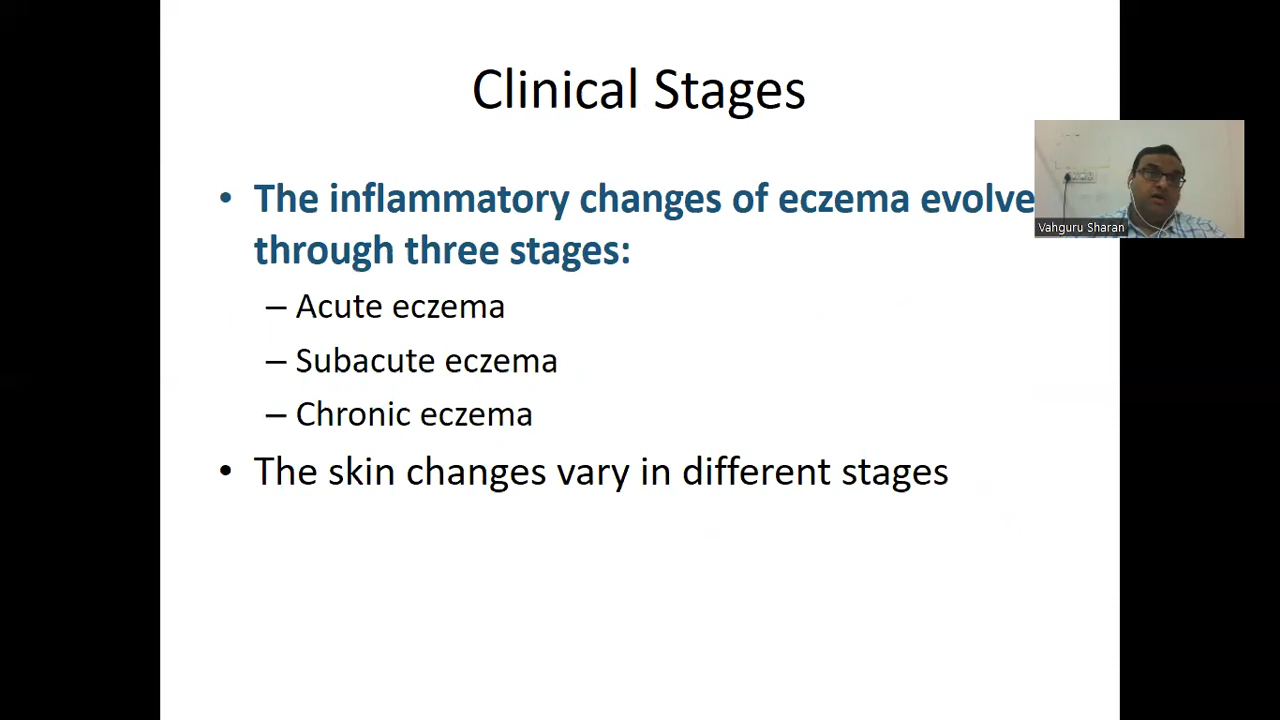 Clinical Stages
• The inflammatory changes of eczema evolve
through three stages:
– Acute eczema
– Subacute eczema
– Chronic eczema
• The skin changes vary in different stages
Vahguru Sharan